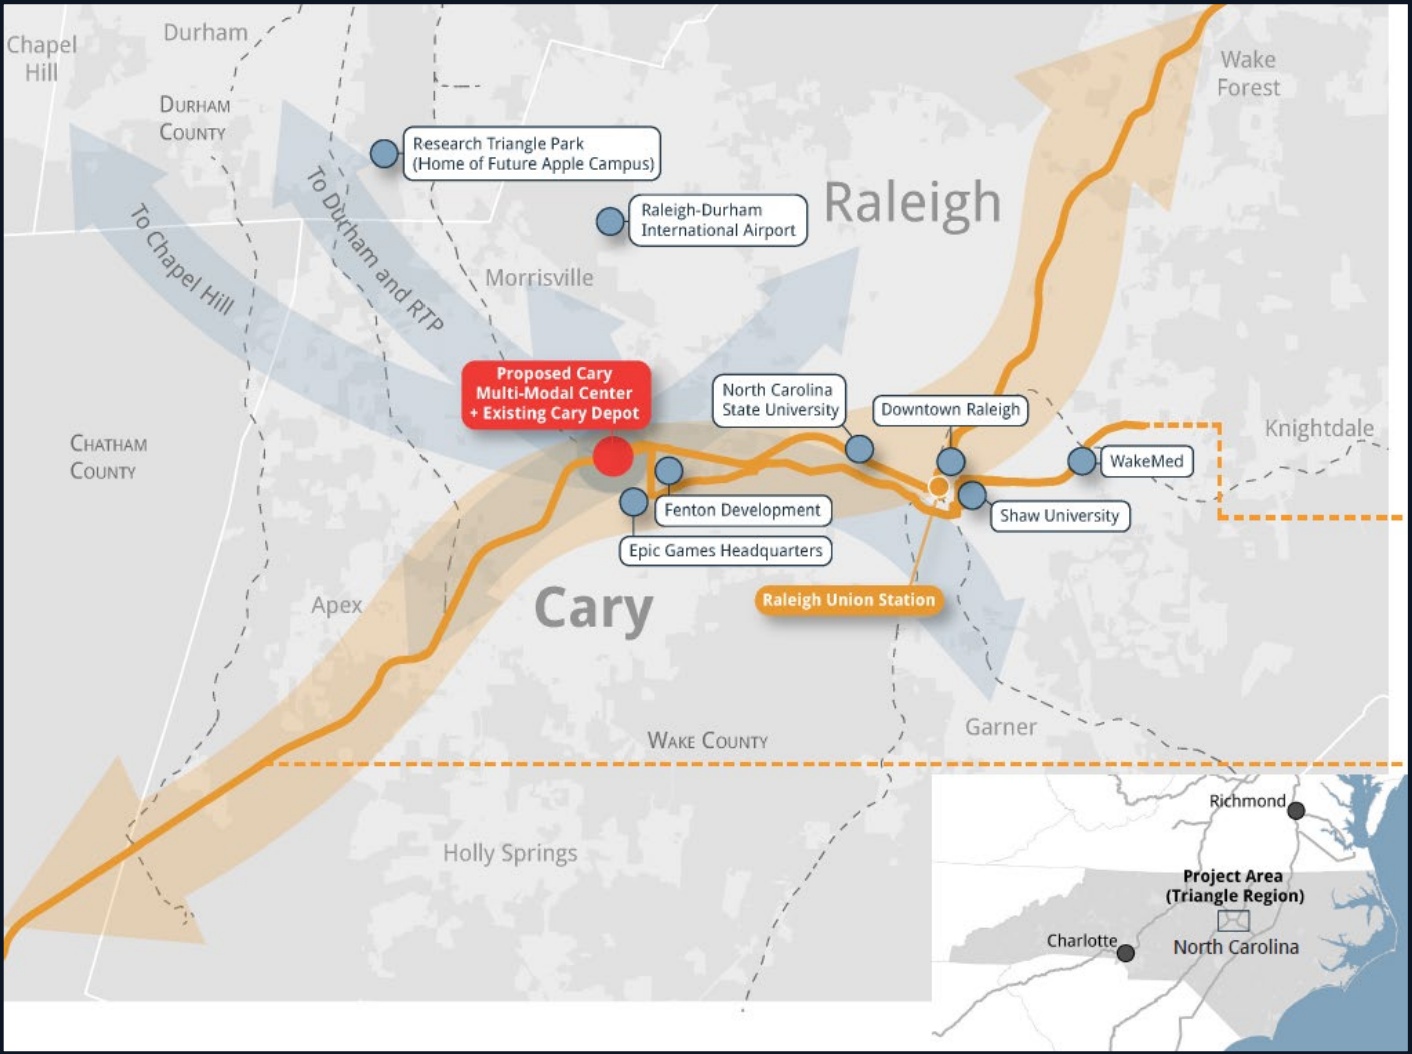 Chapel
Hill
Durham
Wake
Forest
DURHAM
COUNTY
Research Triangle Park
(Home of Future Apple Campus)
To Chapel Hill
To Durham and RTP
Raleigh-Durham
International Airport
Raleigh
Morrisville
Proposed Cary
Multi-Modal Center
+ Existing Cary Depot
North Carolina
State University
Downtown Raleigh
Knightdale
CHATHAM
COUNTY
WakeMed
Fenton Development
Shaw University
Epic Games Headquarters
Apex
Cary
Raleigh Union Station
Garner
WAKE COUNTY
Holly Springs
Richmond
Project Area
(Triangle Region)
Charlotte
North Carolina